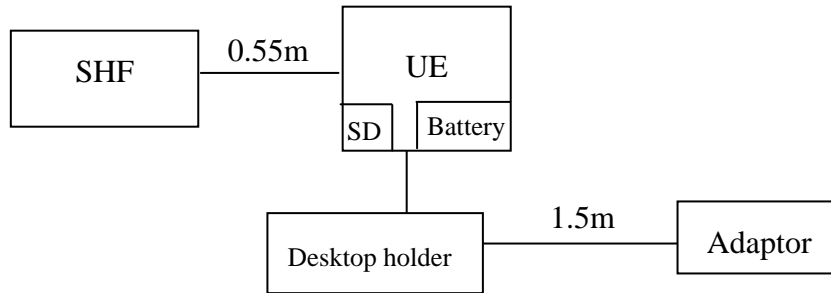 0.55m
SHF
UE
SD
Battery
1.5m
Desktop holder
Adaptor